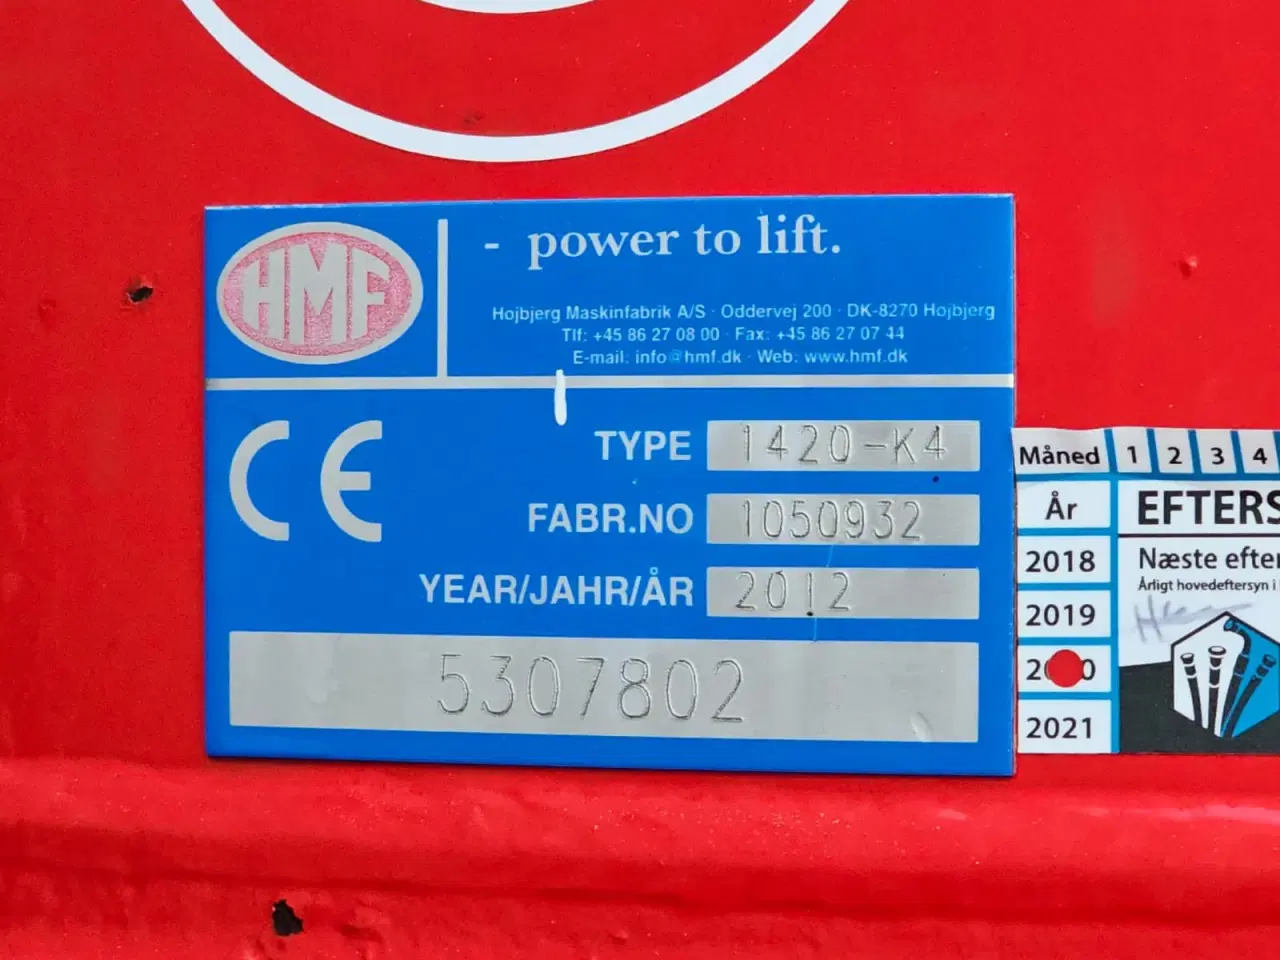 HMF
- power to lift.
Højbjerg Maskinfabrik A/S · Oddervej 200 · DK-8270 Højbjerg
Tlf: +45 86 27 08 00 · Fax: +45 86 27 07 44
E-mail: info@hmf.dk · Web: www.hmf.dk
CE
TYPE 1420-K4
FABR.NO 1050932
YEAR/JAHR/ÅR 2012
5307802
Måned 1 2 3 4
År
2018
2019
2021
EFTERS
Næste efter
Årligt hovedeftersyn i